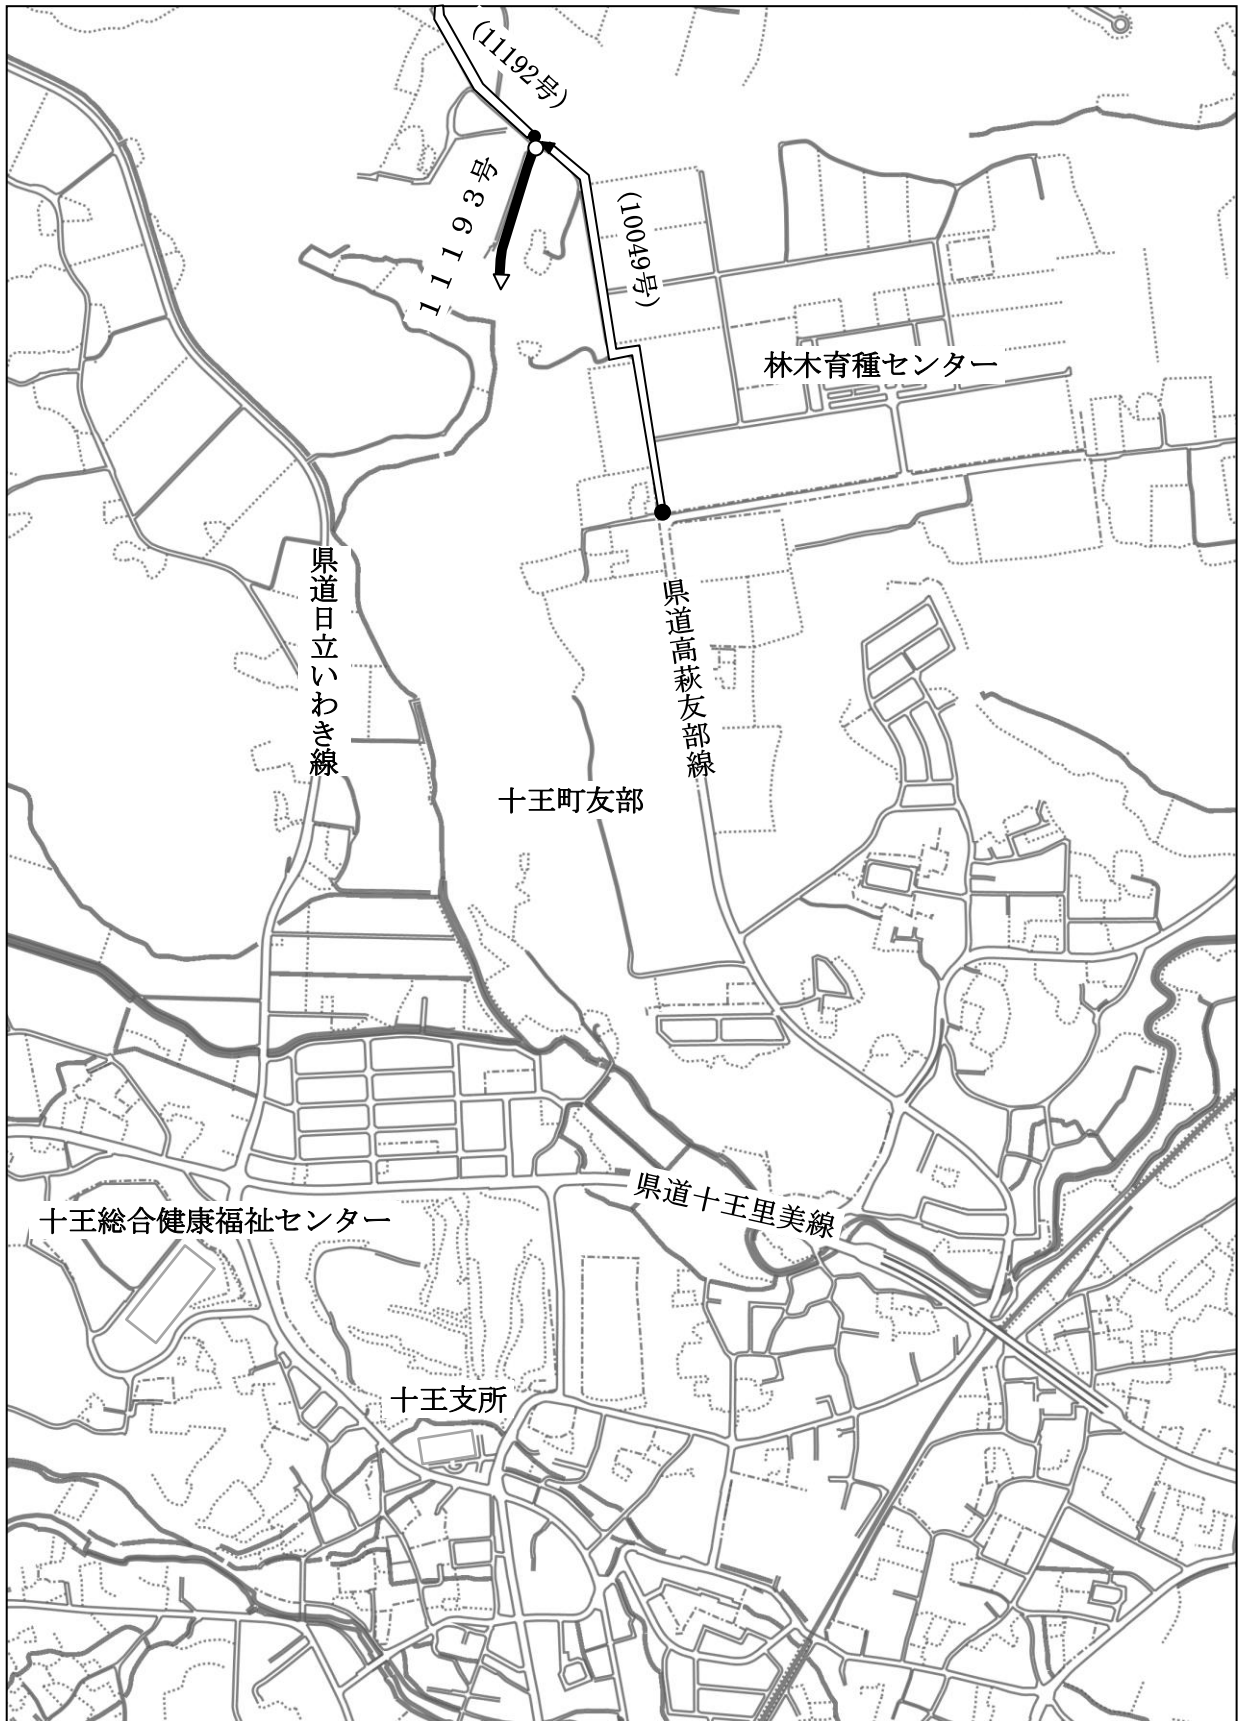 (11192号)
11193号
(10049号)
林木育種センター
県道日立いわき線
県道高萩友部線
十王町友部
県道十王里美線
十王総合健康福祉センター
十王支所